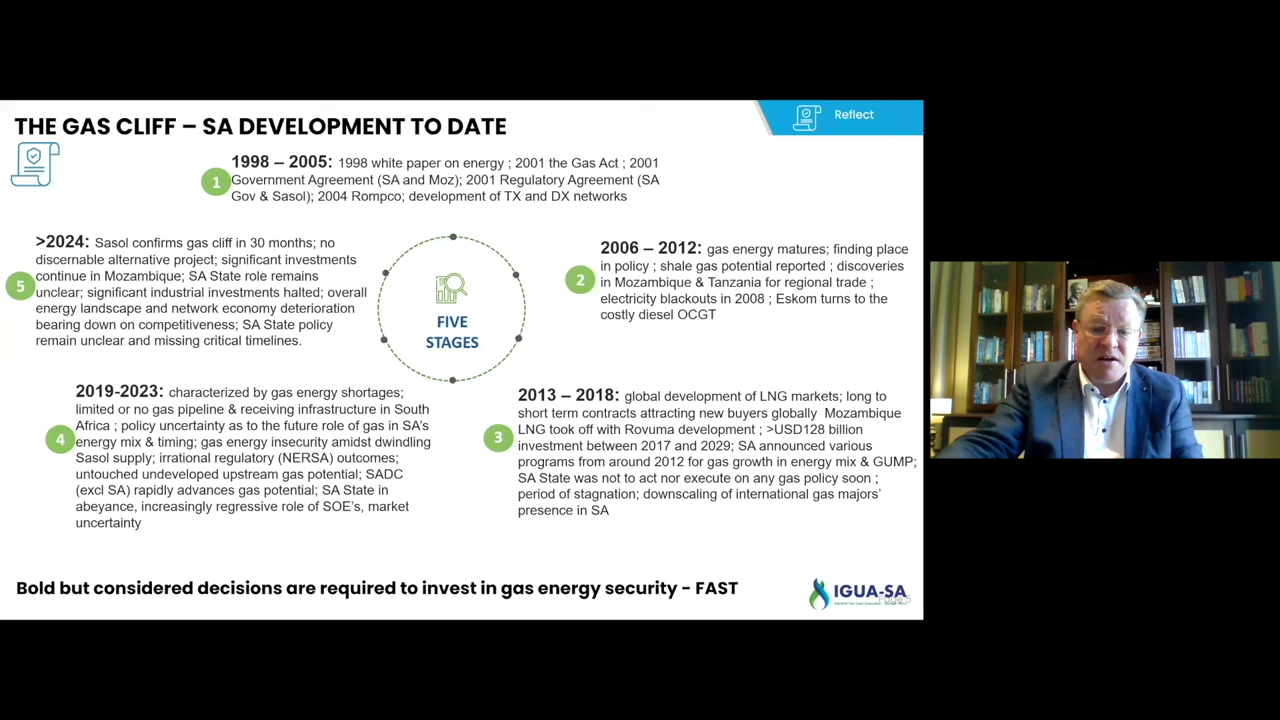 Reflect
THE GAS CLIFF – SA DEVELOPMENT TO DATE
1
1998 – 2005: 1998 white paper on energy ; 2001 the Gas Act ; 2001
Government Agreement (SA and Moz); 2001 Regulatory Agreement (SA
Gov & Sasol); 2004 Rompco; development of TX and DX networks
2
2006 – 2012: gas energy matures; finding place
in policy ; shale gas potential reported ; discoveries
in Mozambique & Tanzania for regional trade ;
electricity blackouts in 2008 ; Eskom turns to the
costly diesel OCGT
3
2013 – 2018: global development of LNG markets; long to
short term contracts attracting new buyers globally Mozambique
LNG took off with Rovuma development ; >USD128 billion
investment between 2017 and 2029; SA announced various
programs from around 2012 for gas growth in energy mix & GUMP;
SA State was not to act nor execute on any gas policy soon ;
period of stagnation; downscaling of international gas majors’
presence in SA
4
2019-2023: characterized by gas energy shortages;
limited or no gas pipeline & receiving infrastructure in South
Africa ; policy uncertainty as to the future role of gas in SA’s
energy mix & timing; gas energy insecurity amidst dwindling
Sasol supply; irrational regulatory (NERSA) outcomes;
untouched undeveloped upstream gas potential; SADC
(excl SA) rapidly advances gas potential; SA State in
abeyance, increasingly regressive role of SOE’s, market
uncertainty
5
>2024: Sasol confirms gas cliff in 30 months; no
discernable alternative project; significant investments
continue in Mozambique; SA State role remains
unclear; significant industrial investments halted; overall
energy landscape and network economy deterioration
bearing down on competitiveness; SA State policy
remain unclear and missing critical timelines.
FIVE
STAGES
Bold but considered decisions are required to invest in gas energy security - FAST
IGUA-SA
Page 5